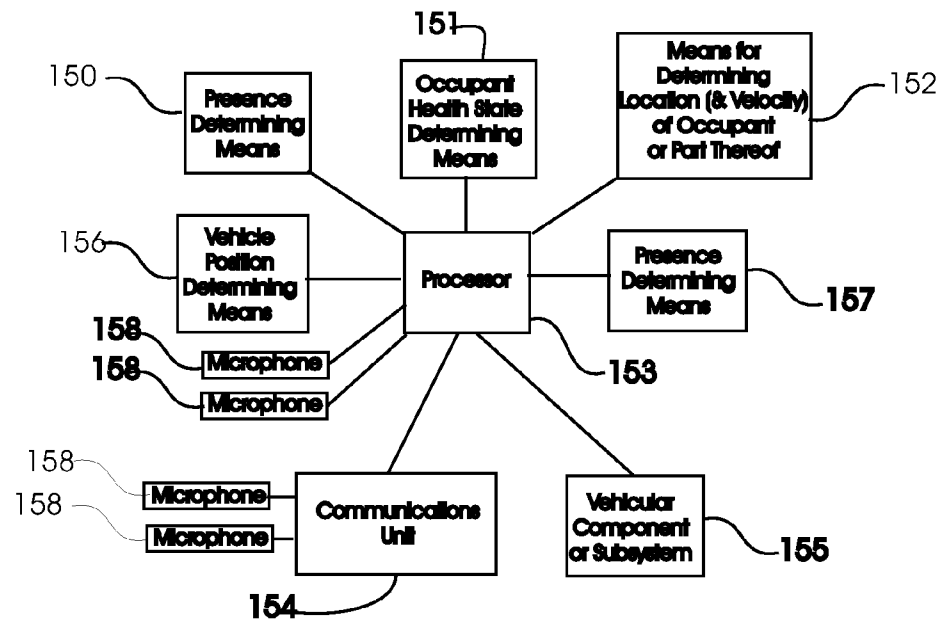 151
150
Presence
Determining
Means
Occupant
Health State
Determining
Means
Means for
Determining
Location (& Velocity)
of Occupant
or Part Thereof
152
156
Vehicle
Position
Determining
Means
Processor
Presence
Determining
Means
157
158
Microphone
158
Microphone
153
158
Microphone
158
Microphone
Communications
Unit
154
Vehicular
Component
or Subsystem
155